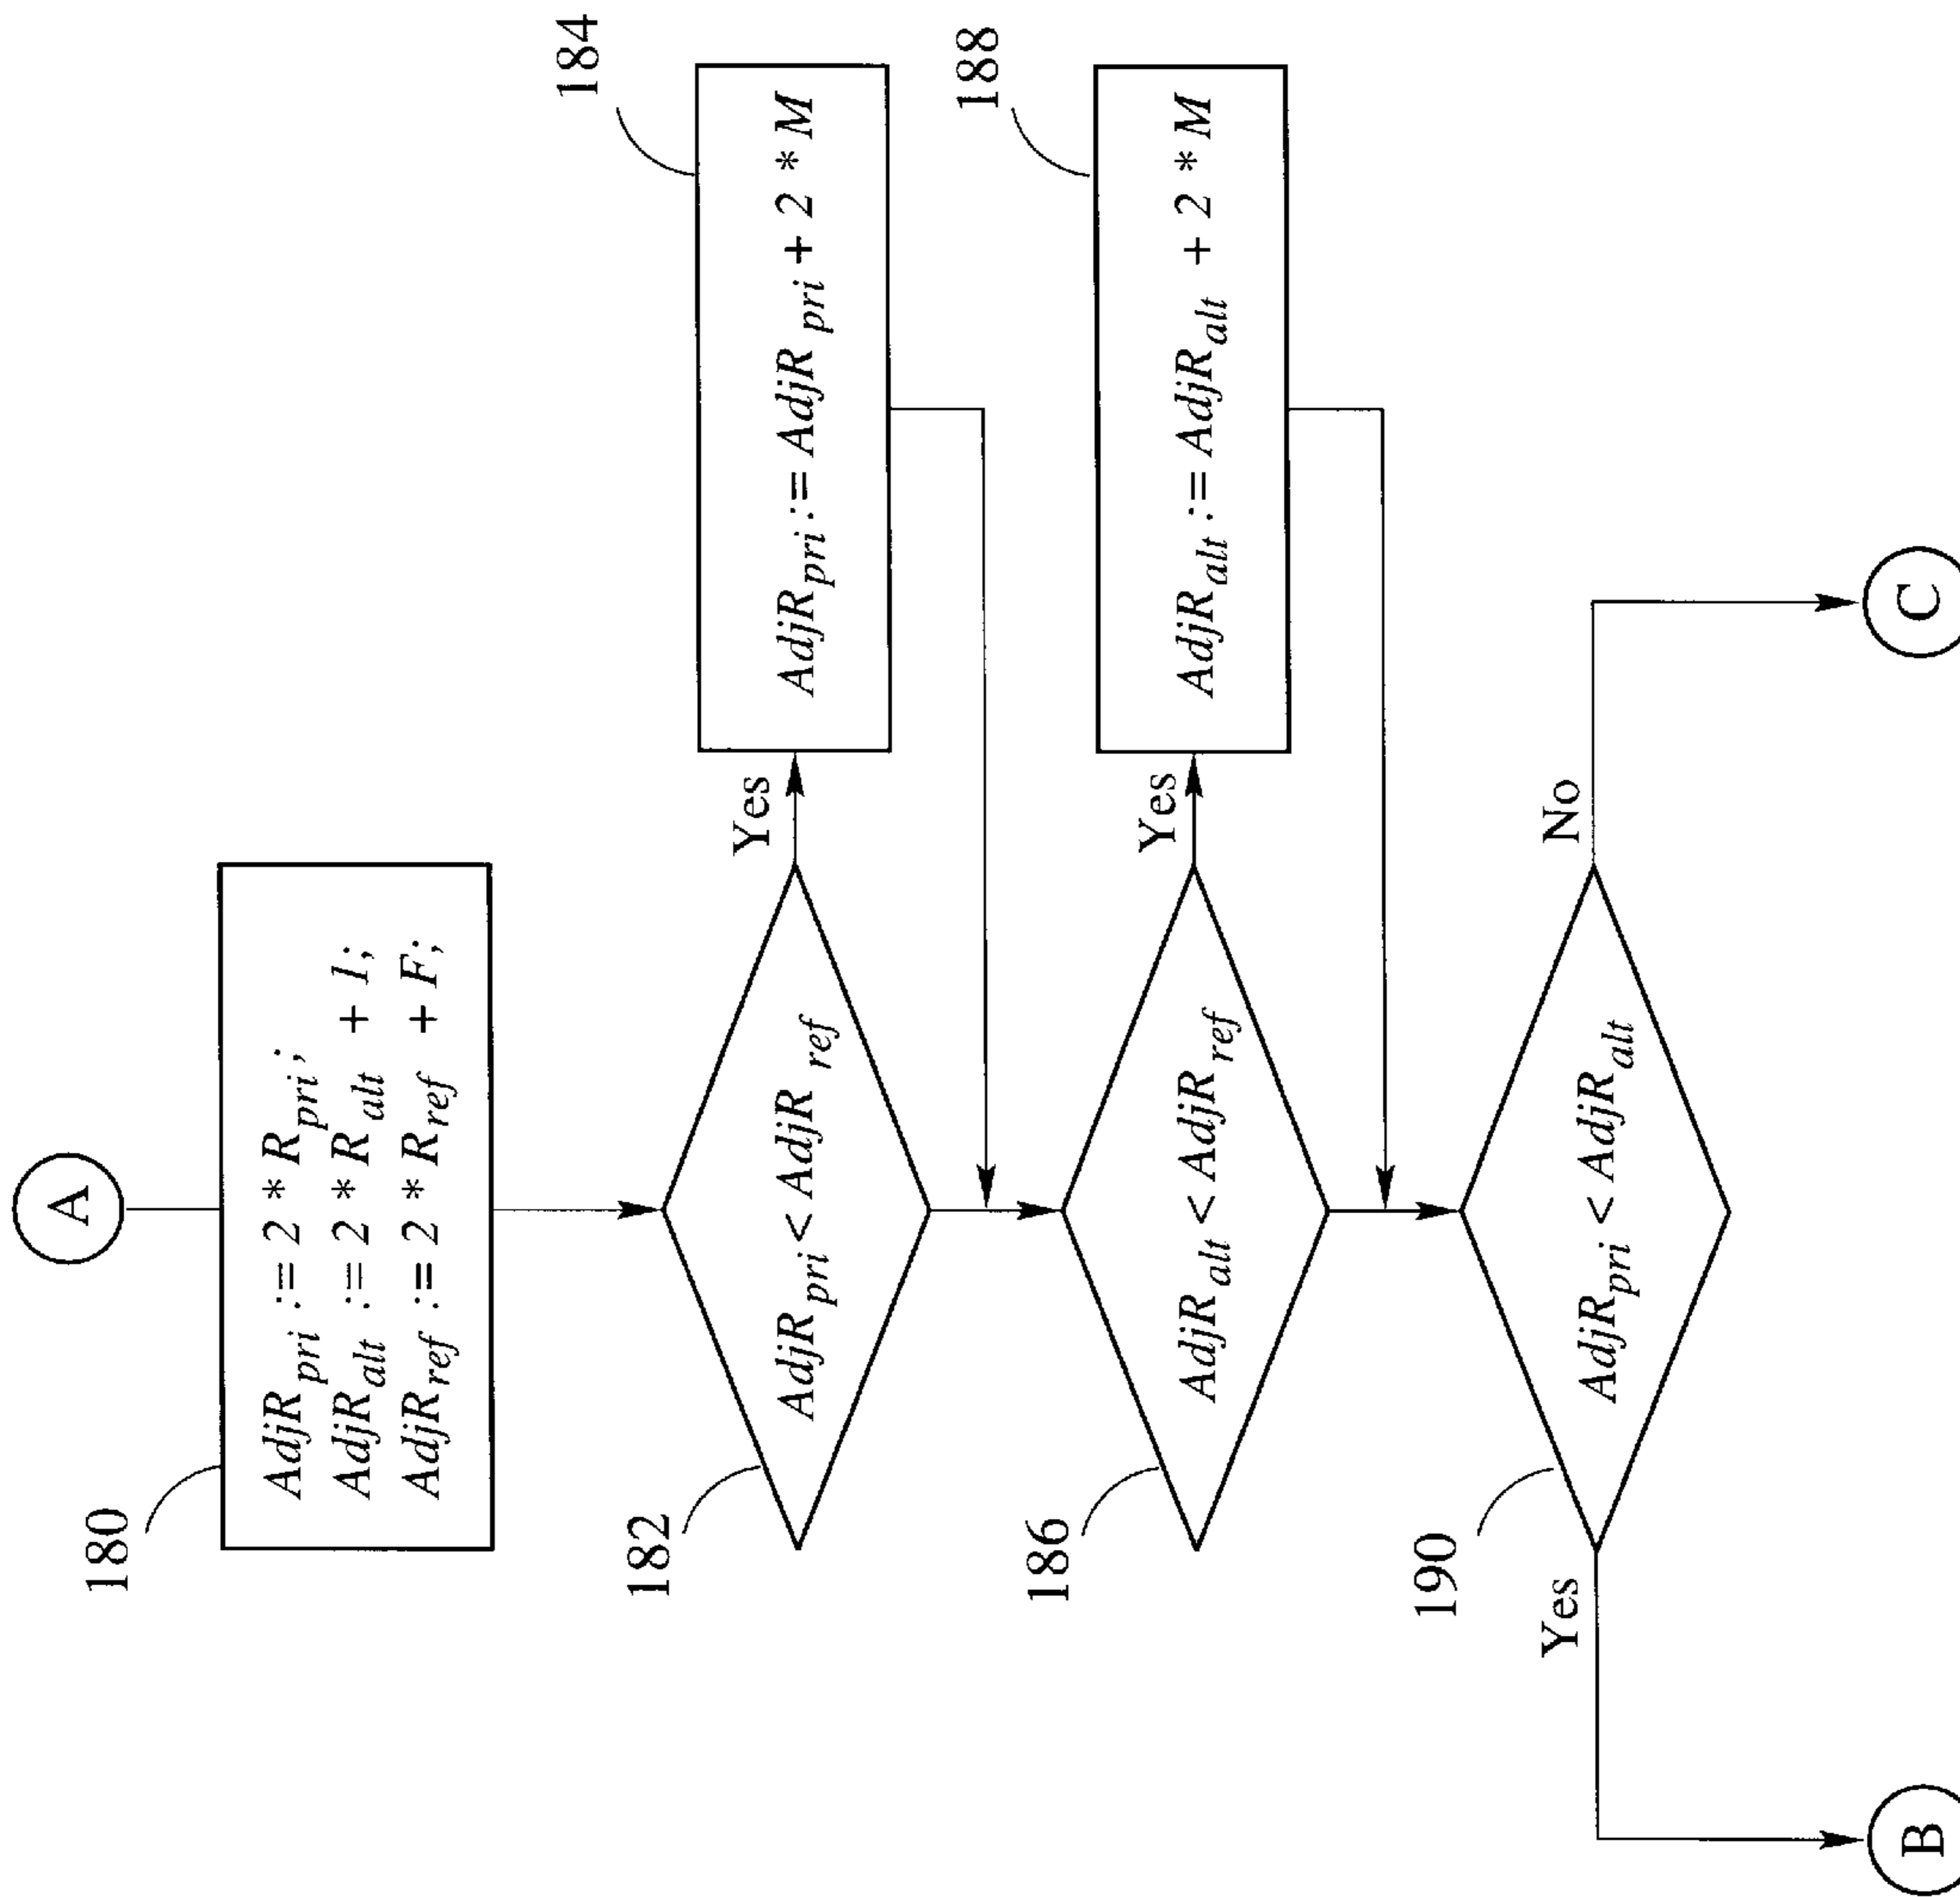 A
180
AdjR_pri := 2 * R_pri;
AdjR_alt := 2 * R_alt + I;
AdjR_ref := 2 * R_ref + F;
182
AdjR_pri < AdjR_ref
Yes
184
AdjR_pri := AdjR_pri + 2 * M
186
AdjR_alt < AdjR_ref
Yes
188
AdjR_alt := AdjR_alt + 2 * M
190
AdjR_pri < AdjR_alt
Yes
No
B
C